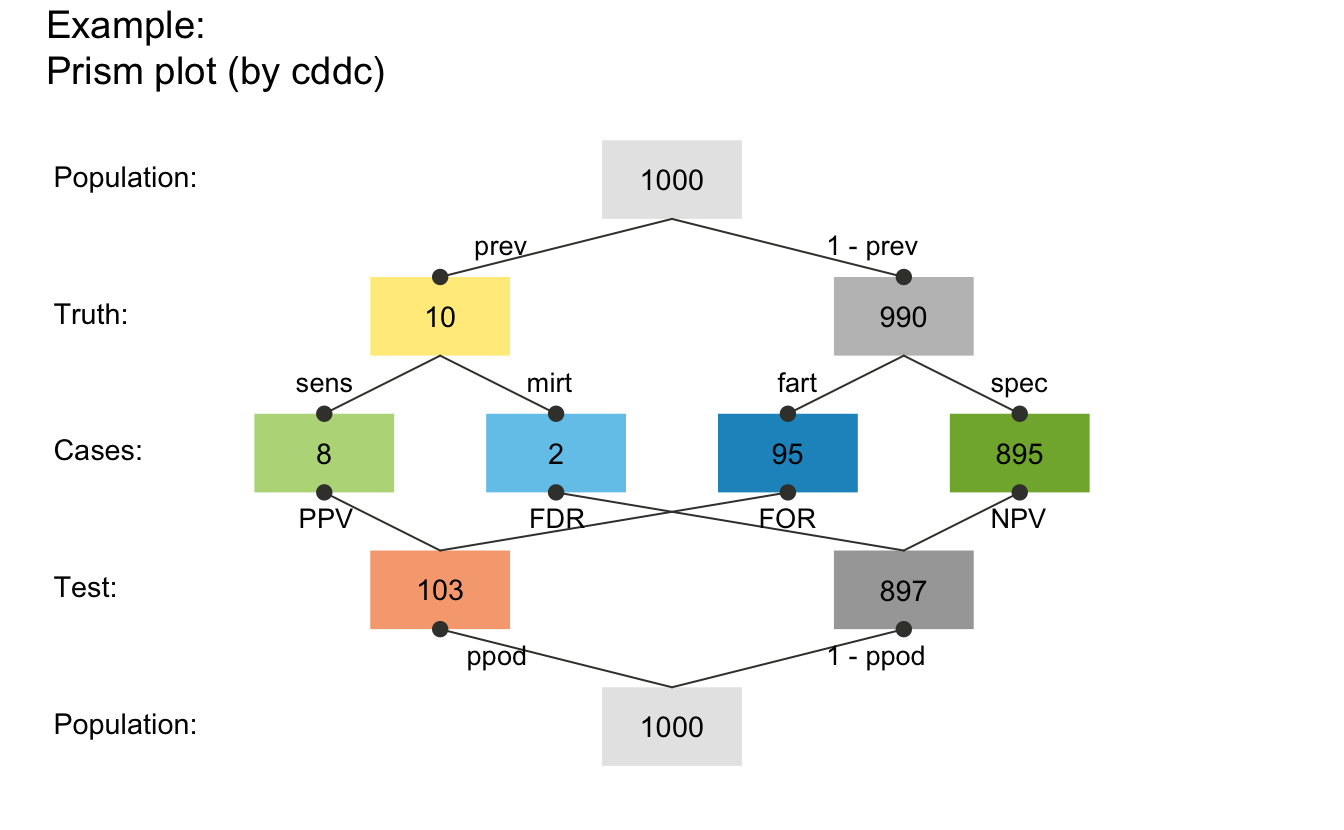 Example:
Prism plot (by cddc)
Population:
1000
prev
1 - prev
Truth:
10
990
sens
mirt
fart
spec
Cases:
8
2
95
895
PPV
FDR
FOR
NPV
Test:
103
897
ppod
1 - ppod
Population:
1000